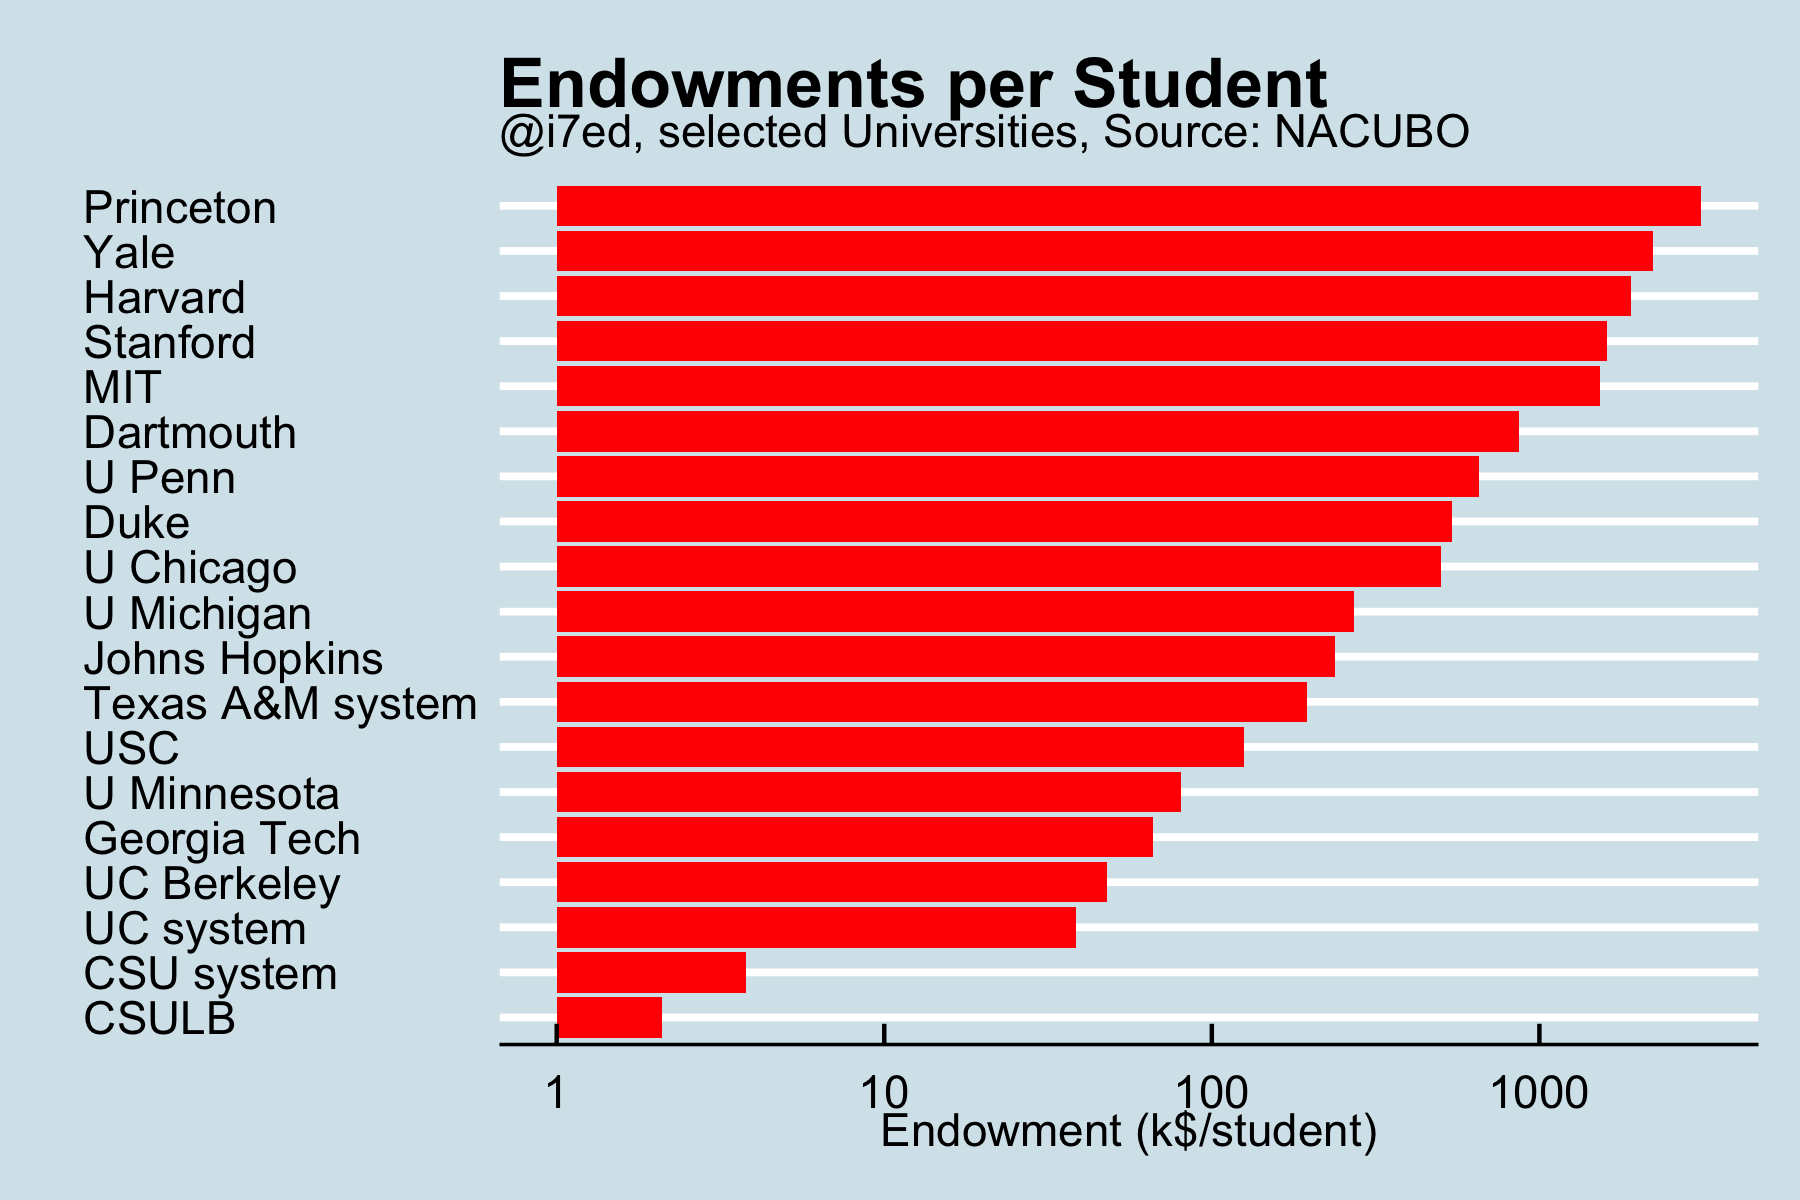 Endowments per Student
@i7ed, selected Universities, Source: NACUBO
Princeton
Yale
Harvard
Stanford
MIT
Dartmouth
U Penn
Duke
U Chicago
U Michigan
Johns Hopkins
Texas A&M system
USC
U Minnesota
Georgia Tech
UC Berkeley
UC system
CSU system
CSULB
1 10 100 1000
Endowment (k$/student)